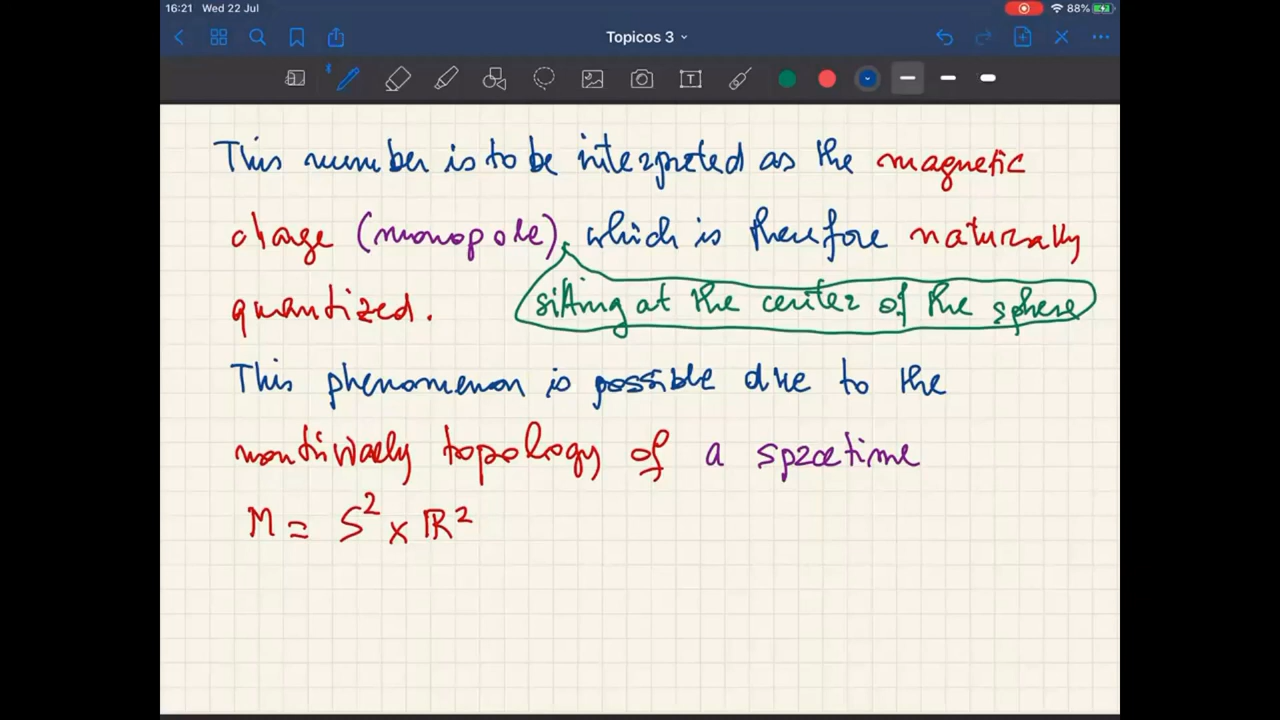 16:21 Wed 22 Jul
88%
Topicos 3
This number is to be interpreted as the magnetic
charge (monopole), which is therefore naturally
quantized. sitting at the center of the sphere
This phenomenon is possible due to the
topology of a spacetime
M = S² × ℝ²